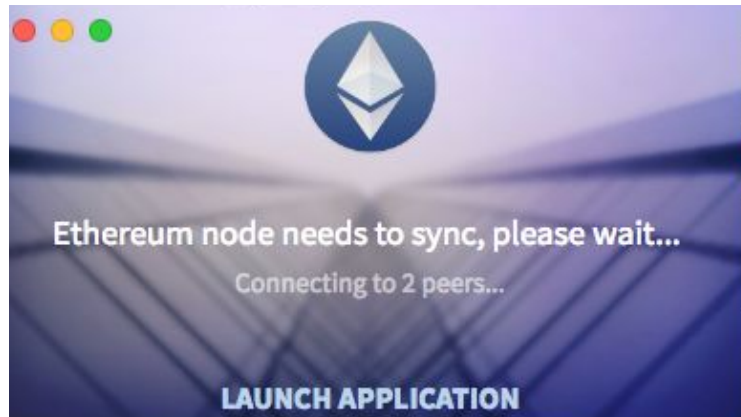 Ethereum node needs to sync, please wait...
Connecting to 2 peers...
LAUNCH APPLICATION